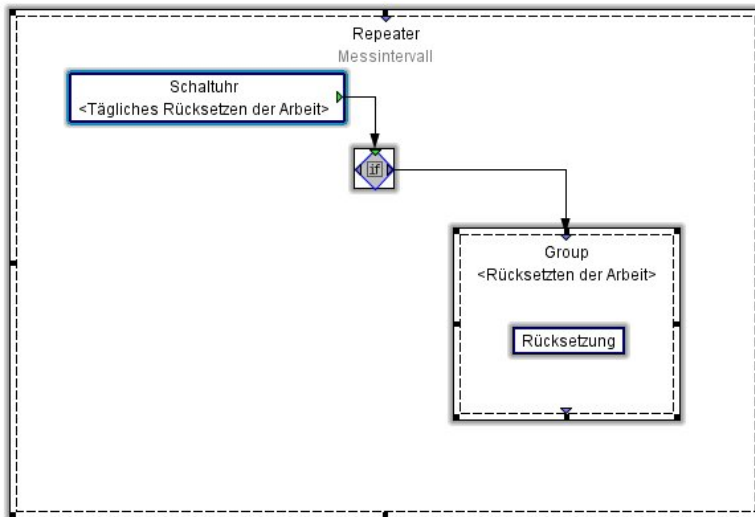 Repeater
Messintervall
Schaltuhr
<Tägliches Rücksetzen der Arbeit>
if
Group
<Rücksetzten der Arbeit>
Rücksetzung